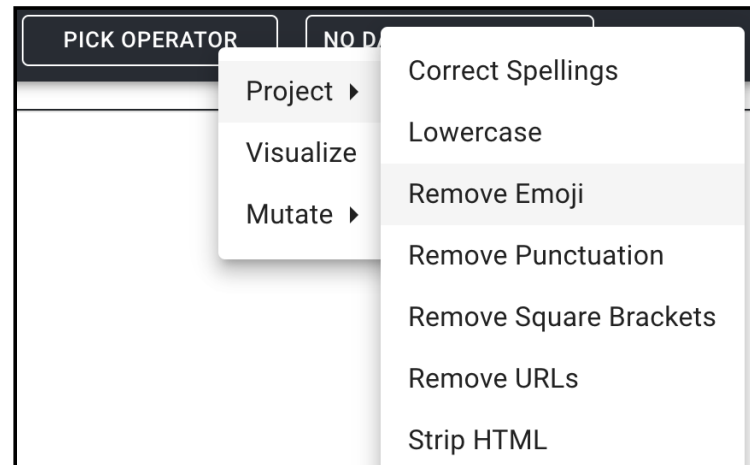 PICK OPERATOR
NO
Project
Visualize
Mutate
Correct Spellings
Lowercase
Remove Emoji
Remove Punctuation
Remove Square Brackets
Remove URLs
Strip HTML